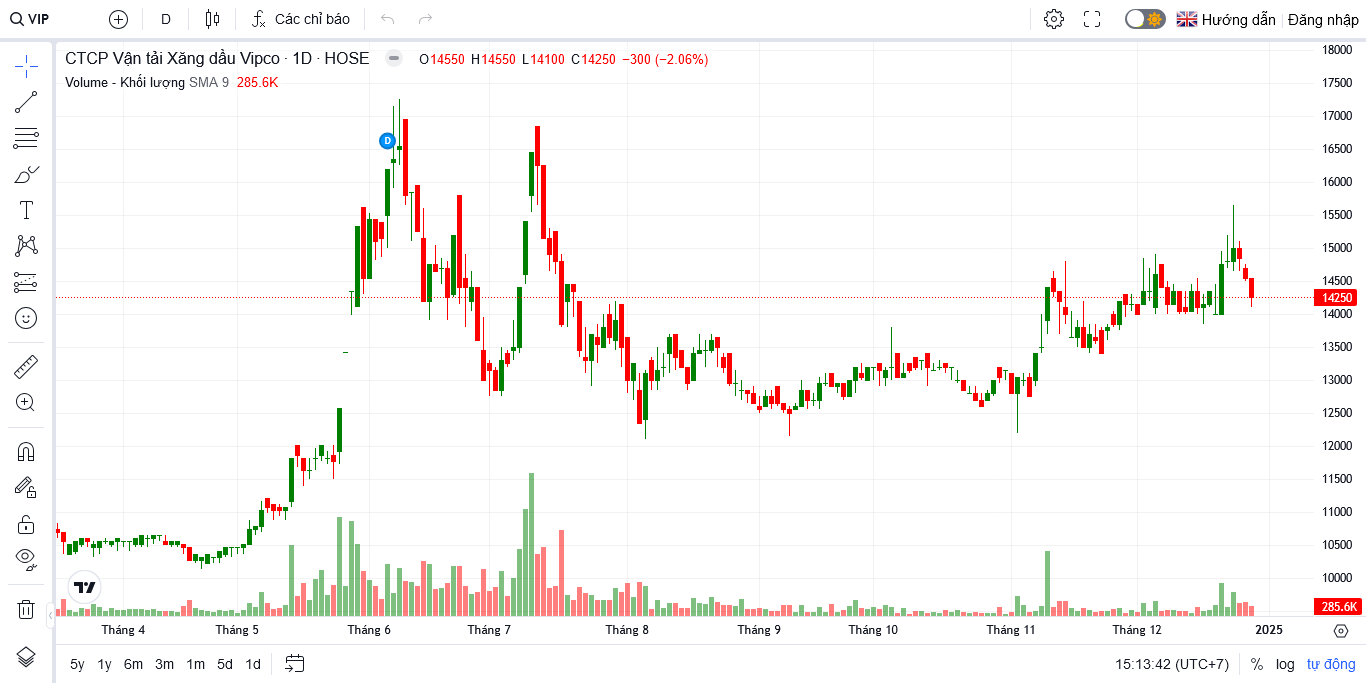 VIP D Các chỉ báo Hướng dẫn Đăng nhập
CTCP Vận tải Xăng dầu Vipco · 1D · HOSE O14550 H14550 L14100 C14250 −300 (−2.06%)
Volume - Khối lượng SMA 9 285.6K
18000
17500
17000
16500
16000
15500
15000
14500
14250
14000
13500
13000
12500
12000
11500
11000
10500
10000
285.6K
D
Tháng 4 Tháng 5 Tháng 6 Tháng 7 Tháng 8 Tháng 9 Tháng 10 Tháng 11 Tháng 12 2025
5y 1y 6m 3m 1m 5d 1d 15:13:42 (UTC+7) % log tự động